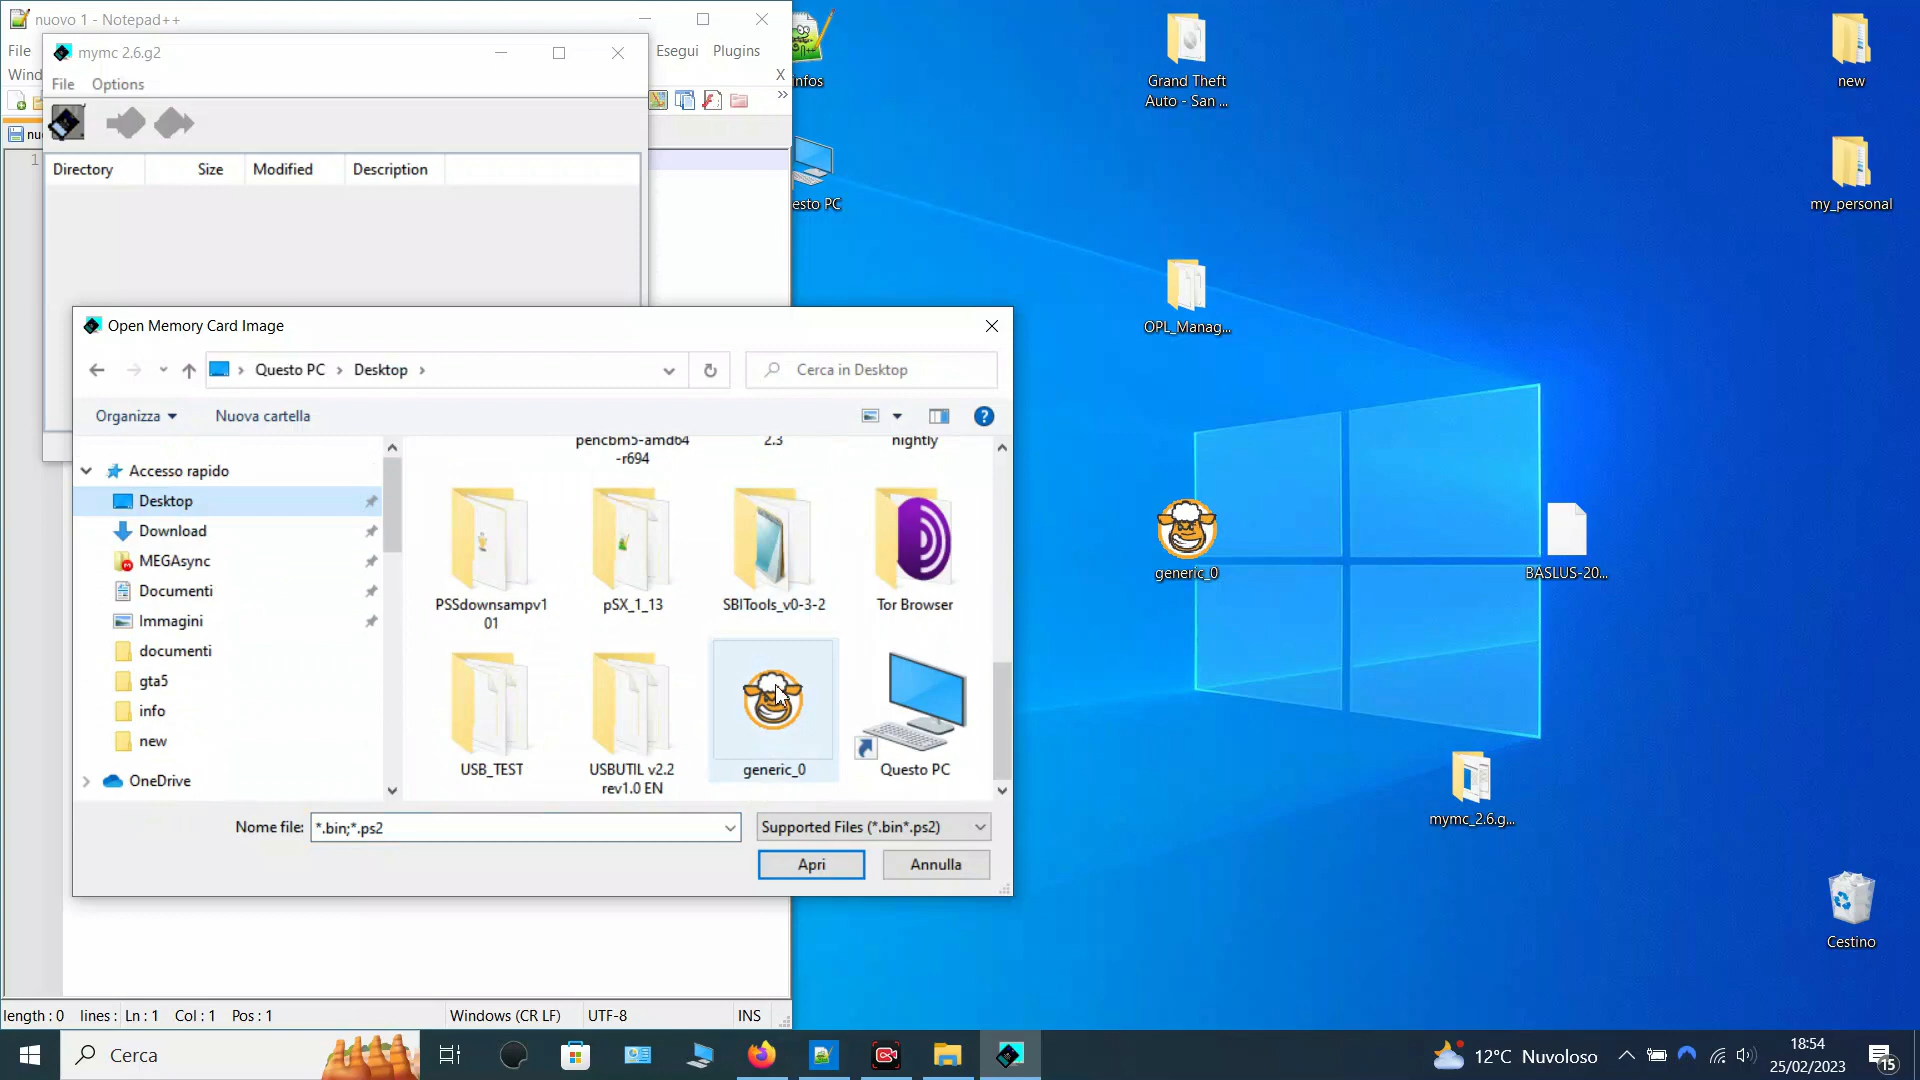 nuovo 1 - Notepad++
File
Esegui
Plugins
Wind
X
mymc 2.6.g2
File
Options
nu
1
Directory
Size
Modified
Description
Open Memory Card Image
Questo PC
Desktop
Cerca in Desktop
Organizza
Nuova cartella
Accesso rapido
Desktop
Download
MEGAsync
Documenti
Immagini
documenti
gta5
info
new
OneDrive
pencbm5-amd64
-r694
2.3
nightly
PSSdownsampv1
01
pSX_1_13
SBITools_v0-3-2
Tor Browser
USB_TEST
USBUTIL v2.2
rev1.0 EN
generic_0
Questo PC
Nome file:
*.bin;*.ps2
Supported Files (*.bin*.ps2)
Apri
Annulla
length : 0
lines :
Ln : 1
Col : 1
Pos : 1
Windows (CR LF)
UTF-8
INS
infos
esto PC
Grand Theft
Auto - San ...
OPL_Manag...
generic_0
BASLUS-20...
mymc_2.6.g...
new
my_personal
Cestino
Cerca
12°C Nuvoloso
18:54
25/02/2023
15